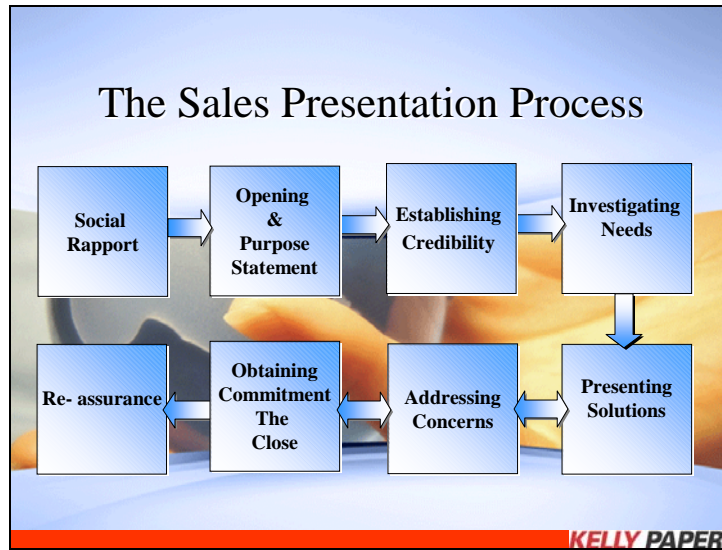 The Sales Presentation Process
Social
Rapport
Opening
&
Purpose
Statement
Establishing
Credibility
Investigating
Needs
Presenting
Solutions
Addressing
Concerns
Obtaining
Commitment
The
Close
Re- assurance
KELLY PAPER